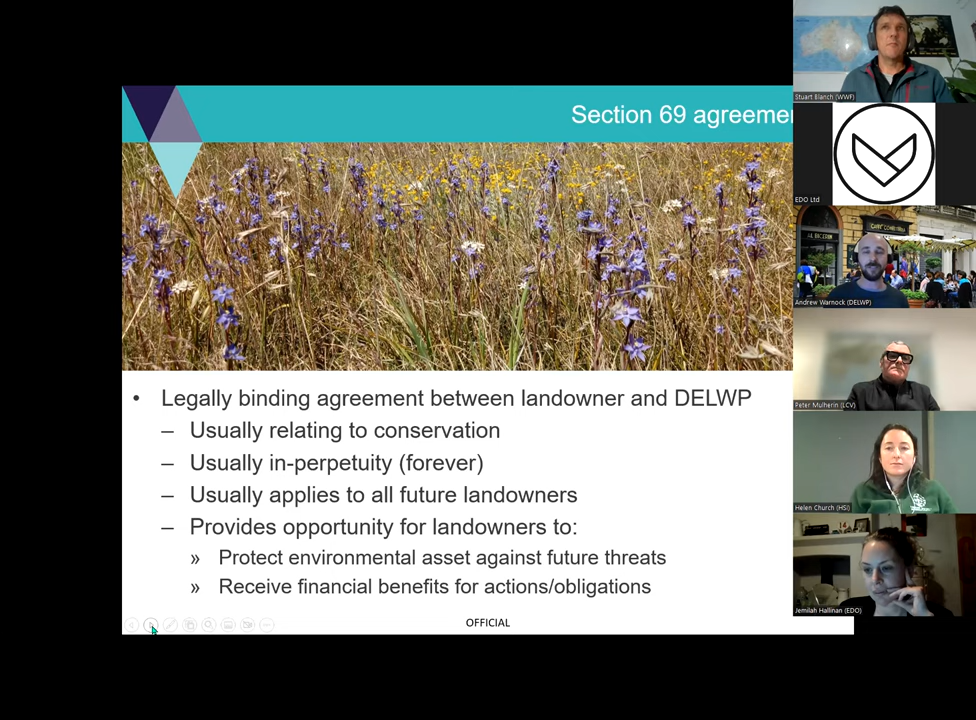 Section 69 agreeme
• Legally binding agreement between landowner and DELWP
– Usually relating to conservation
– Usually in-perpetuity (forever)
– Usually applies to all future landowners
– Provides opportunity for landowners to:
» Protect environmental asset against future threats
» Receive financial benefits for actions/obligations
OFFICIAL
Stuart Blanch (WWF)
EDO Ltd
Andrew Warnock (DELWP)
Peter Mulherin (LCV)
Helen Church (HSI)
Jemilah Hallinan (EDO)